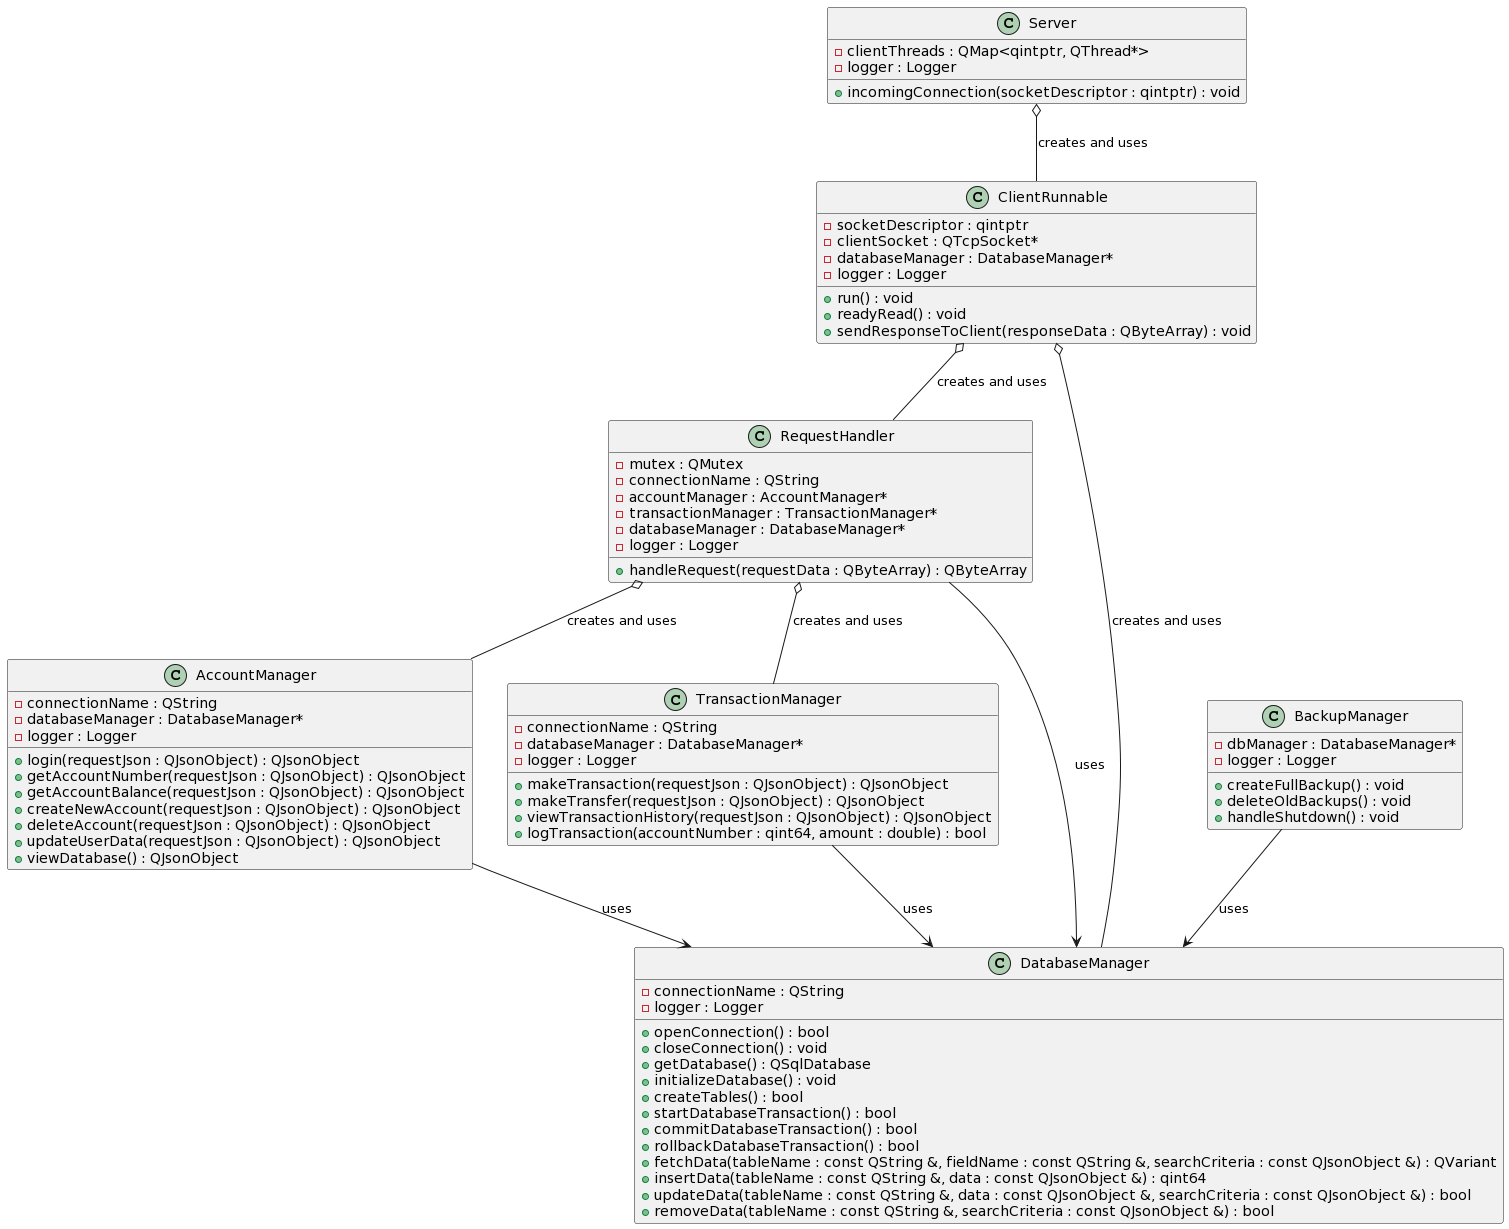 C Server
clientThreads : QMap<qintptr, QThread*>
logger : Logger
incomingConnection(socketDescriptor : qintptr) : void
creates and uses
C ClientRunnable
socketDescriptor : qintptr
clientSocket : QTcpSocket*
databaseManager : DatabaseManager*
logger : Logger
run() : void
readyRead() : void
sendResponseToClient(responseData : QByteArray) : void
creates and uses
C RequestHandler
mutex : QMutex
connectionName : QString
accountManager : AccountManager*
transactionManager : TransactionManager*
databaseManager : DatabaseManager*
logger : Logger
handleRequest(requestData : QByteArray) : QByteArray
creates and uses
creates and uses
creates and uses
C AccountManager
connectionName : QString
databaseManager : DatabaseManager*
logger : Logger
login(requestJson : QJsonObject) : QJsonObject
getAccountNumber(requestJson : QJsonObject) : QJsonObject
getAccountBalance(requestJson : QJsonObject) : QJsonObject
createNewAccount(requestJson : QJsonObject) : QJsonObject
deleteAccount(requestJson : QJsonObject) : QJsonObject
updateUserData(requestJson : QJsonObject) : QJsonObject
viewDatabase() : QJsonObject
C TransactionManager
connectionName : QString
databaseManager : DatabaseManager*
logger : Logger
makeTransaction(requestJson : QJsonObject) : QJsonObject
makeTransfer(requestJson : QJsonObject) : QJsonObject
viewTransactionHistory(requestJson : QJsonObject) : QJsonObject
logTransaction(accountNumber : qint64, amount : double) : bool
uses
C BackupManager
dbManager : DatabaseManager*
logger : Logger
createFullBackup() : void
deleteOldBackups() : void
handleShutdown() : void
uses
uses
uses
C DatabaseManager
connectionName : QString
logger : Logger
openConnection() : bool
closeConnection() : void
getDatabase() : QSqlDatabase
initializeDatabase() : void
createTables() : bool
startDatabaseTransaction() : bool
commitDatabaseTransaction() : bool
rollbackDatabaseTransaction() : bool
fetchData(tableName : const QString &, fieldName : const QString &, searchCriteria : const QJsonObject &) : QVariant
insertData(tableName : const QString &, data : const QJsonObject &) : qint64
updateData(tableName : const QString &, data : const QJsonObject &, searchCriteria : const QJsonObject &) : bool
removeData(tableName : const QString &, searchCriteria : const QJsonObject &) : bool